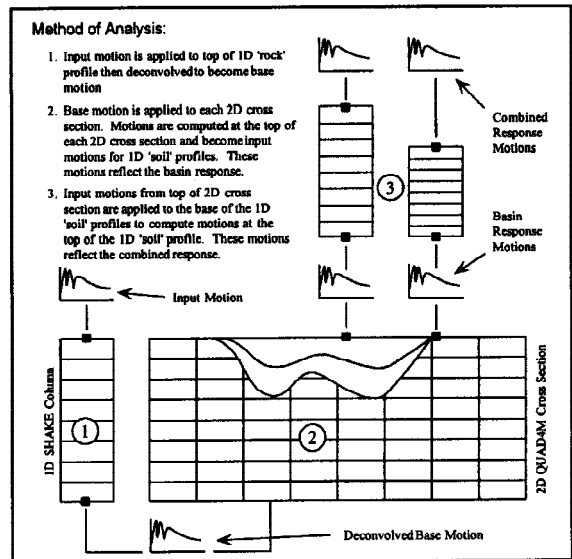 Method of Analysis:
1. Input motion is applied to top of 1D 'rock'
profile then deconvolved to become base
motion
2. Base motion is applied to each 2D cross
section. Motions are computed at the top of
each 2D cross section and become input
motions for 1D 'soil' profiles. These
motions reflect the basin response.
3. Input motions from top of 2D cross
section are applied to the base of the 1D
'soil' profiles to compute motions at the
top of the 1D 'soil' profile. These motions
reflect the combined response.
Combined
Response
Motions
3
Basin
Response
Motions
Input Motion
1D SHAKE Column
1
2
2D QUAD4M Cross Section
Deconvolved Base Motion